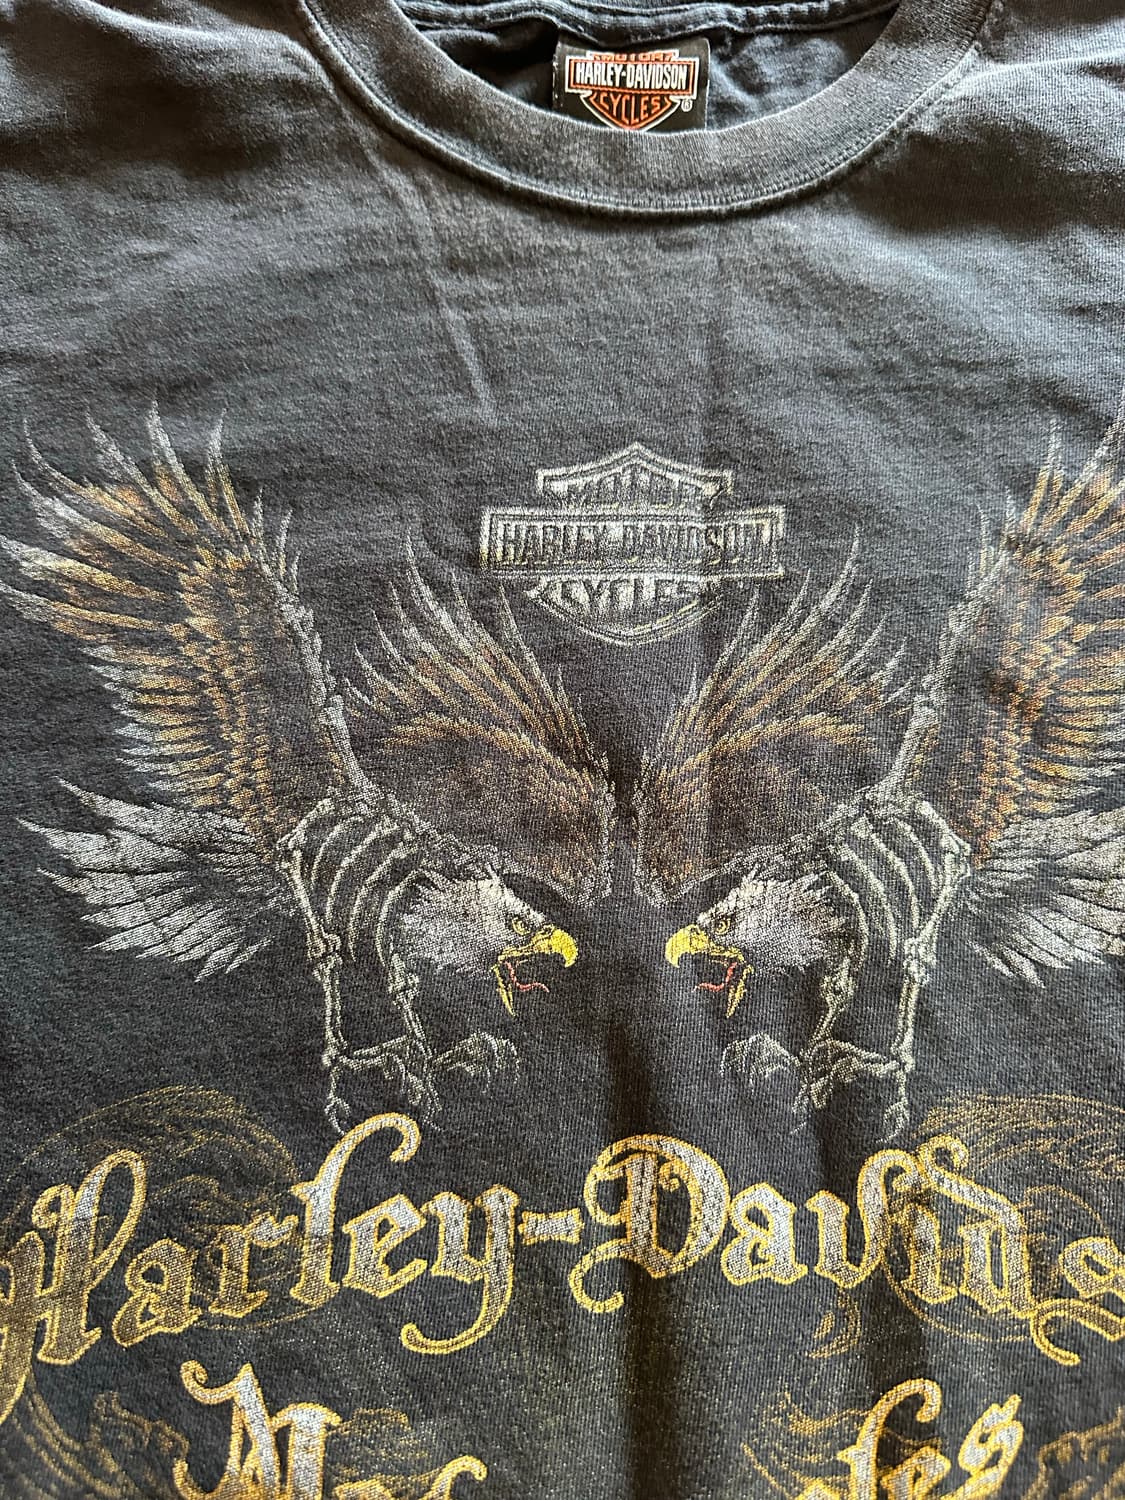 MOTOR
HARLEY-DAVIDSON
CYCLES®
MOTOR
HARLEY-DAVIDSON
CYCLES
Harley-Davids